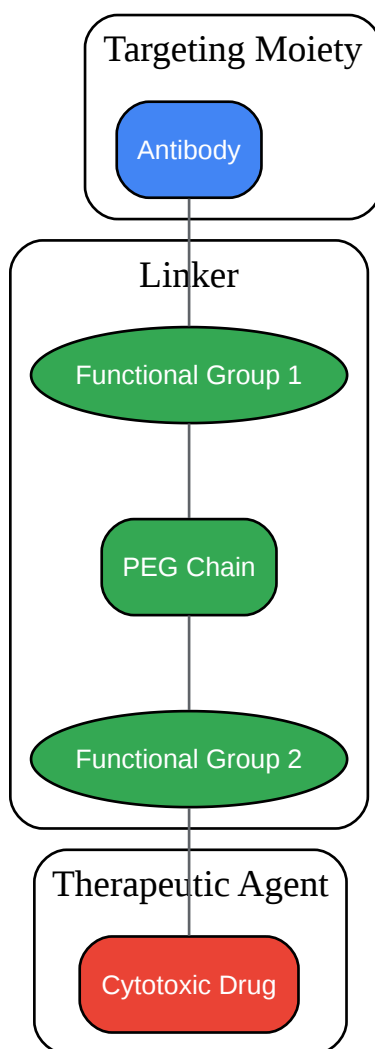 Targeting Moiety
Antibody
Linker
Functional Group 1
PEG Chain
Functional Group 2
Therapeutic Agent
Cytotoxic Drug